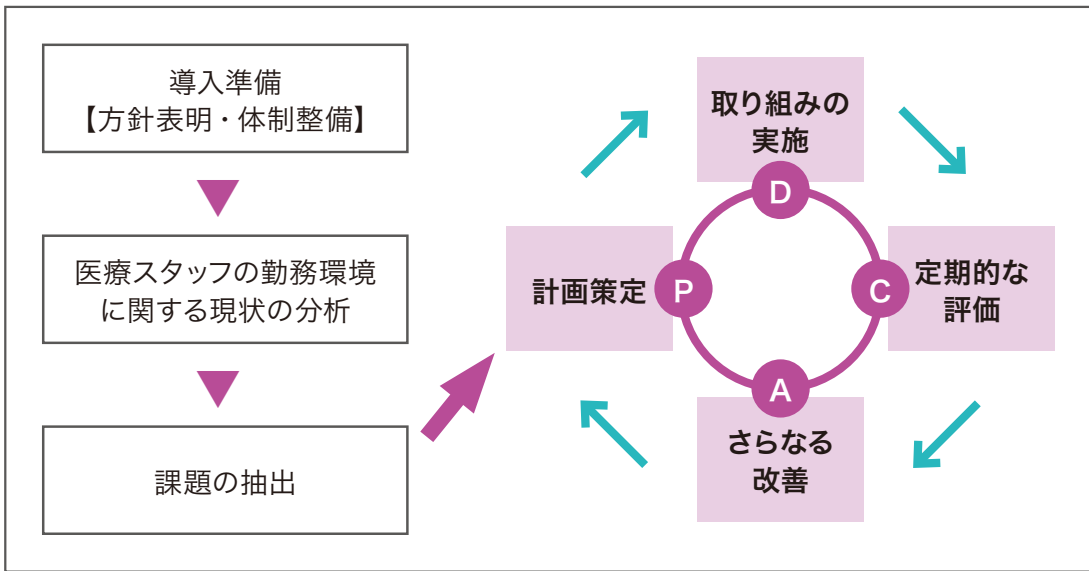 導入準備
【方針表明・体制整備】
医療スタッフの勤務環境
に関する現状の分析
課題の抽出
計画策定
P
取り組みの
実施
D
C
定期的な
評価
A
さらなる
改善